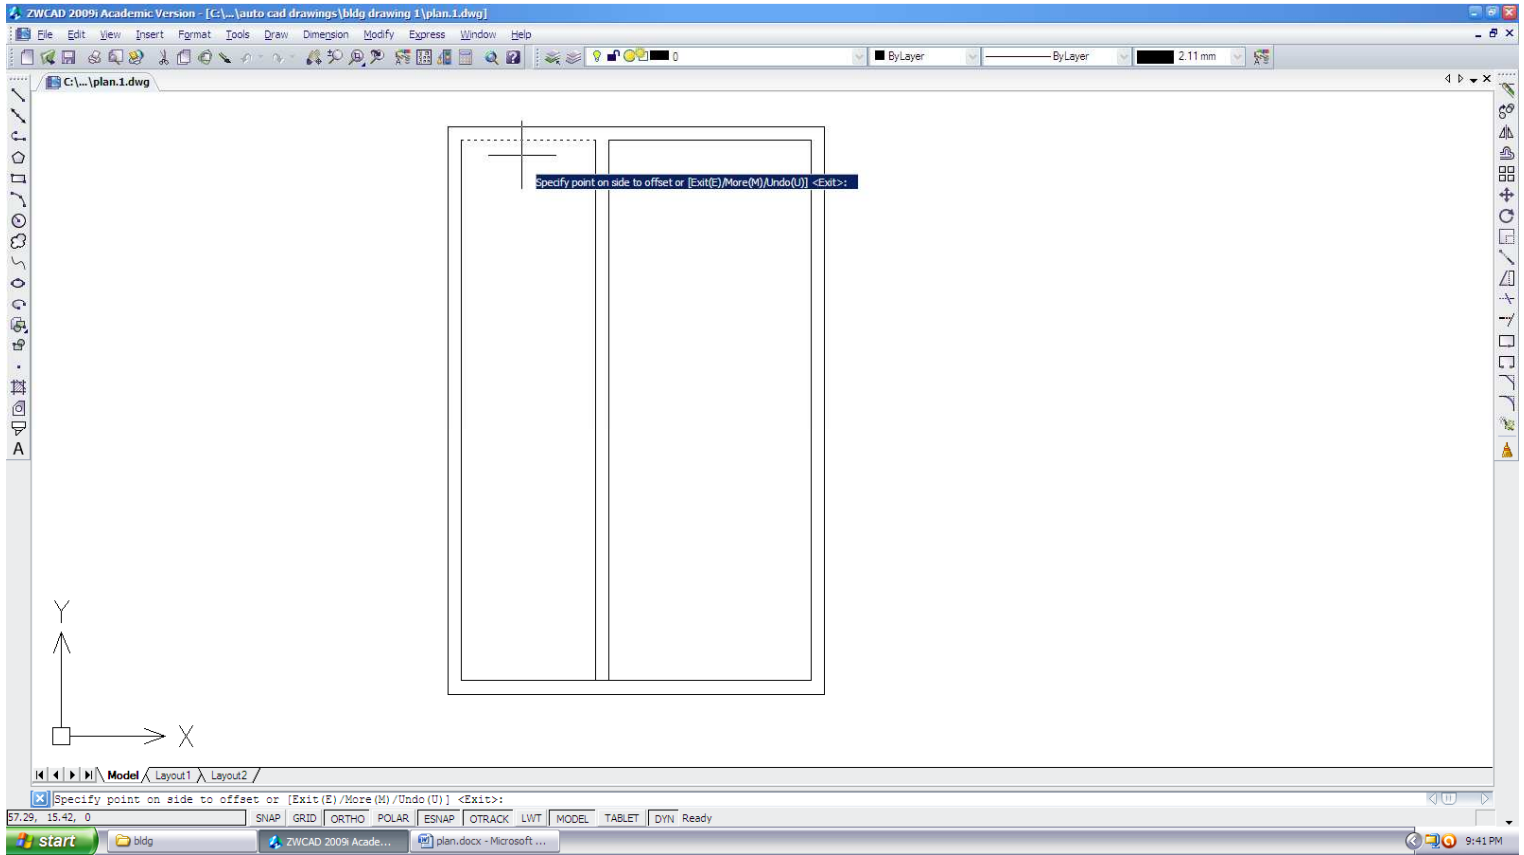 ZWCAD 2009i Academic Version - [C:\...\auto cad drawings\bldg drawing 1\plan.1.dwg]
File Edit View Insert Format Tools Draw Dimension Modify Express Window Help
0 ByLayer ByLayer 2.11 mm
C:\...\plan.1.dwg
Specify point on side to offset or [Exit(E)/More(M)/Undo(U)] <Exit>:
A
Y
X
Model Layout1 Layout2
Specify point on side to offset or [Exit(E)/More(M)/Undo(U)] <Exit>:
57.29, 15.42, 0 SNAP GRID ORTHO POLAR ESNAP OTRACK LWT MODEL TABLET DYN Ready
start bldg ZWCAD 2009i Acade... plan.docx - Microsoft ... 9:41 PM